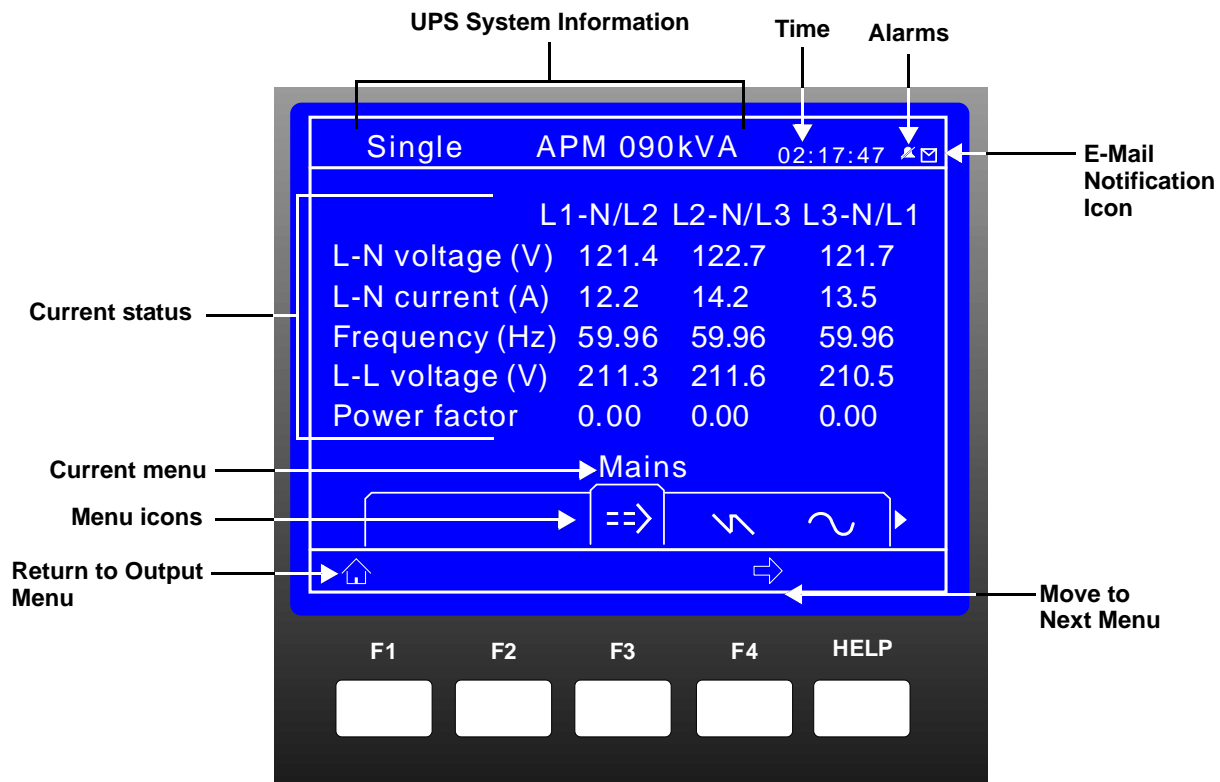 UPS System Information
Time
Alarms
Single APM 090kVA 02:17:47
E-Mail
Notification
Icon
L1-N/L2 L2-N/L3 L3-N/L1
L-N voltage (V) 121.4 122.7 121.7
L-N current (A) 12.2 14.2 13.5
Frequency (Hz) 59.96 59.96 59.96
L-L voltage (V) 211.3 211.6 210.5
Power factor 0.00 0.00 0.00
Current status
Current menu
Mains
Menu icons
Return to Output
Menu
Move to
Next Menu
F1 F2 F3 F4 HELP